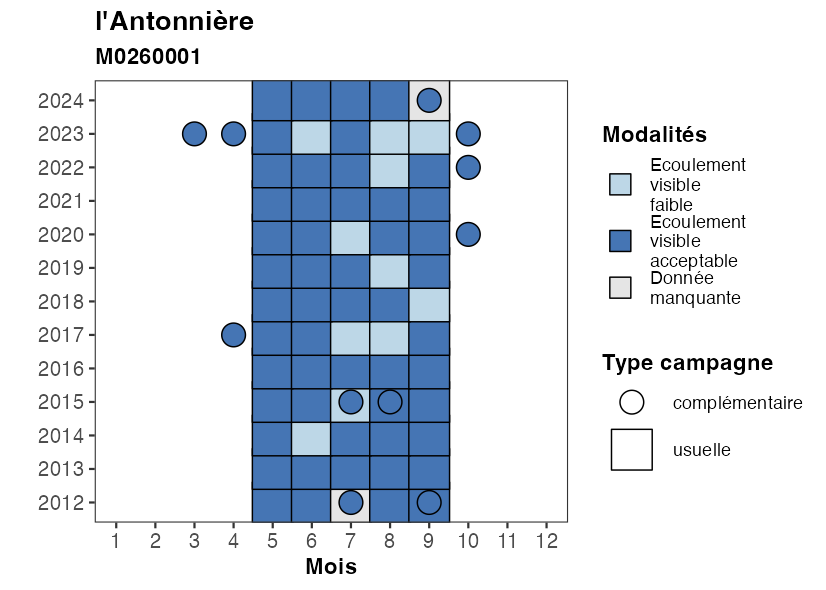 l'Antonnière
M0260001
2024
2023
2022
2021
2020
2019
2018
2017
2016
2015
2014
2013
2012
1 2 3 4 5 6 7 8 9 10 11 12
Mois
Modalités
Ecoulement
visible
faible
Ecoulement
visible
acceptable
Donnée
manquante
Type campagne
complémentaire
usuelle